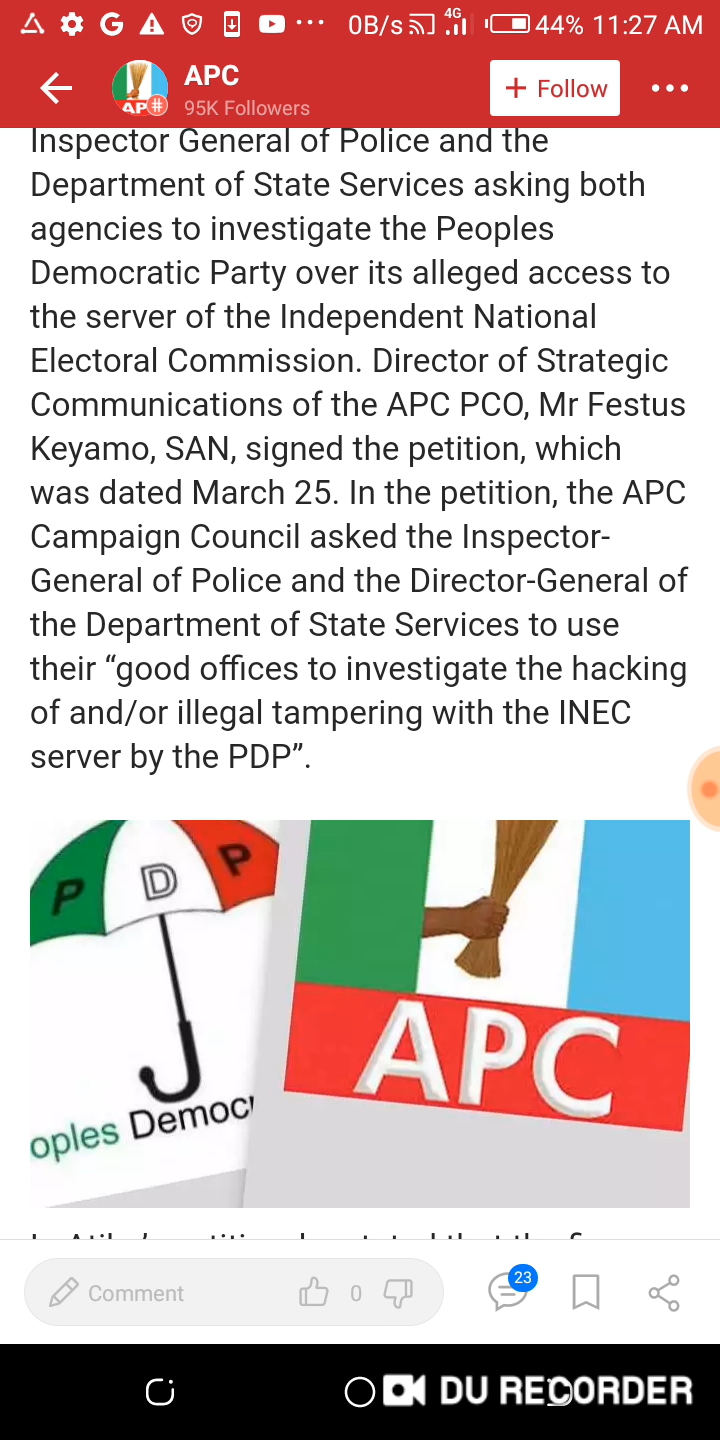 0B/s 4G 44% 11:27 AM
APC
95K Followers
+ Follow
Inspector General of Police and the
Department of State Services asking both
agencies to investigate the Peoples
Democratic Party over its alleged access to
the server of the Independent National
Electoral Commission. Director of Strategic
Communications of the APC PCO, Mr Festus
Keyamo, SAN, signed the petition, which
was dated March 25. In the petition, the APC
Campaign Council asked the Inspector-
General of Police and the Director-General of
the Department of State Services to use
their “good offices to investigate the hacking
of and/or illegal tampering with the INEC
server by the PDP”.
P D P
oples Democr
APC
Comment 0 23
DU RECORDER